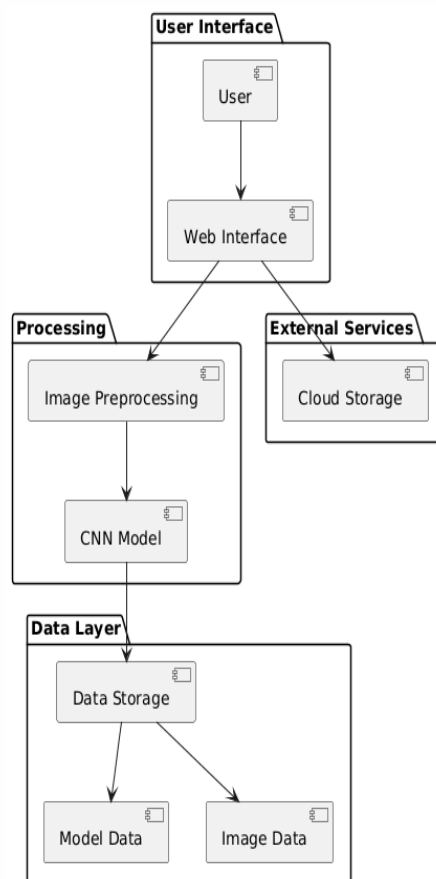 User Interface
User
Web Interface
Processing
External Services
Image Preprocessing
Cloud Storage
CNN Model
Data Layer
Data Storage
Model Data
Image Data